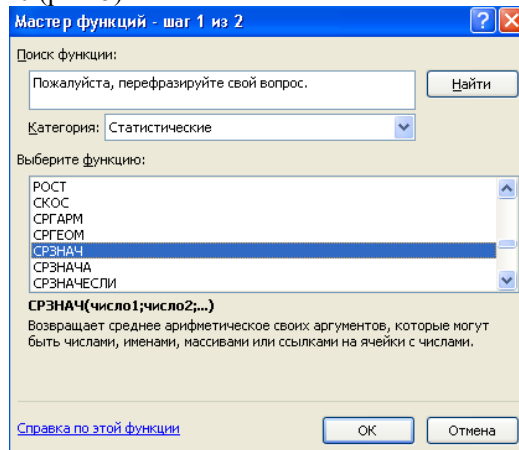 Мастер функций - шаг 1 из 2
Поиск функции:
Пожалуйста, перефразируйте свой вопрос.
Найти
Категория: Статистические
Выберите функцию:
РОСТ
СКОС
СРГАРМ
СРГЕОМ
СРЗНАЧ
СРЗНАЧА
СРЗНАЧЕСЛИ
СРЗНАЧ(число1;число2;...)
Возвращает среднее арифметическое своих аргументов, которые могут
быть числами, именами, массивами или ссылками на ячейки с числами.
Справка по этой функции
ОК
Отмена